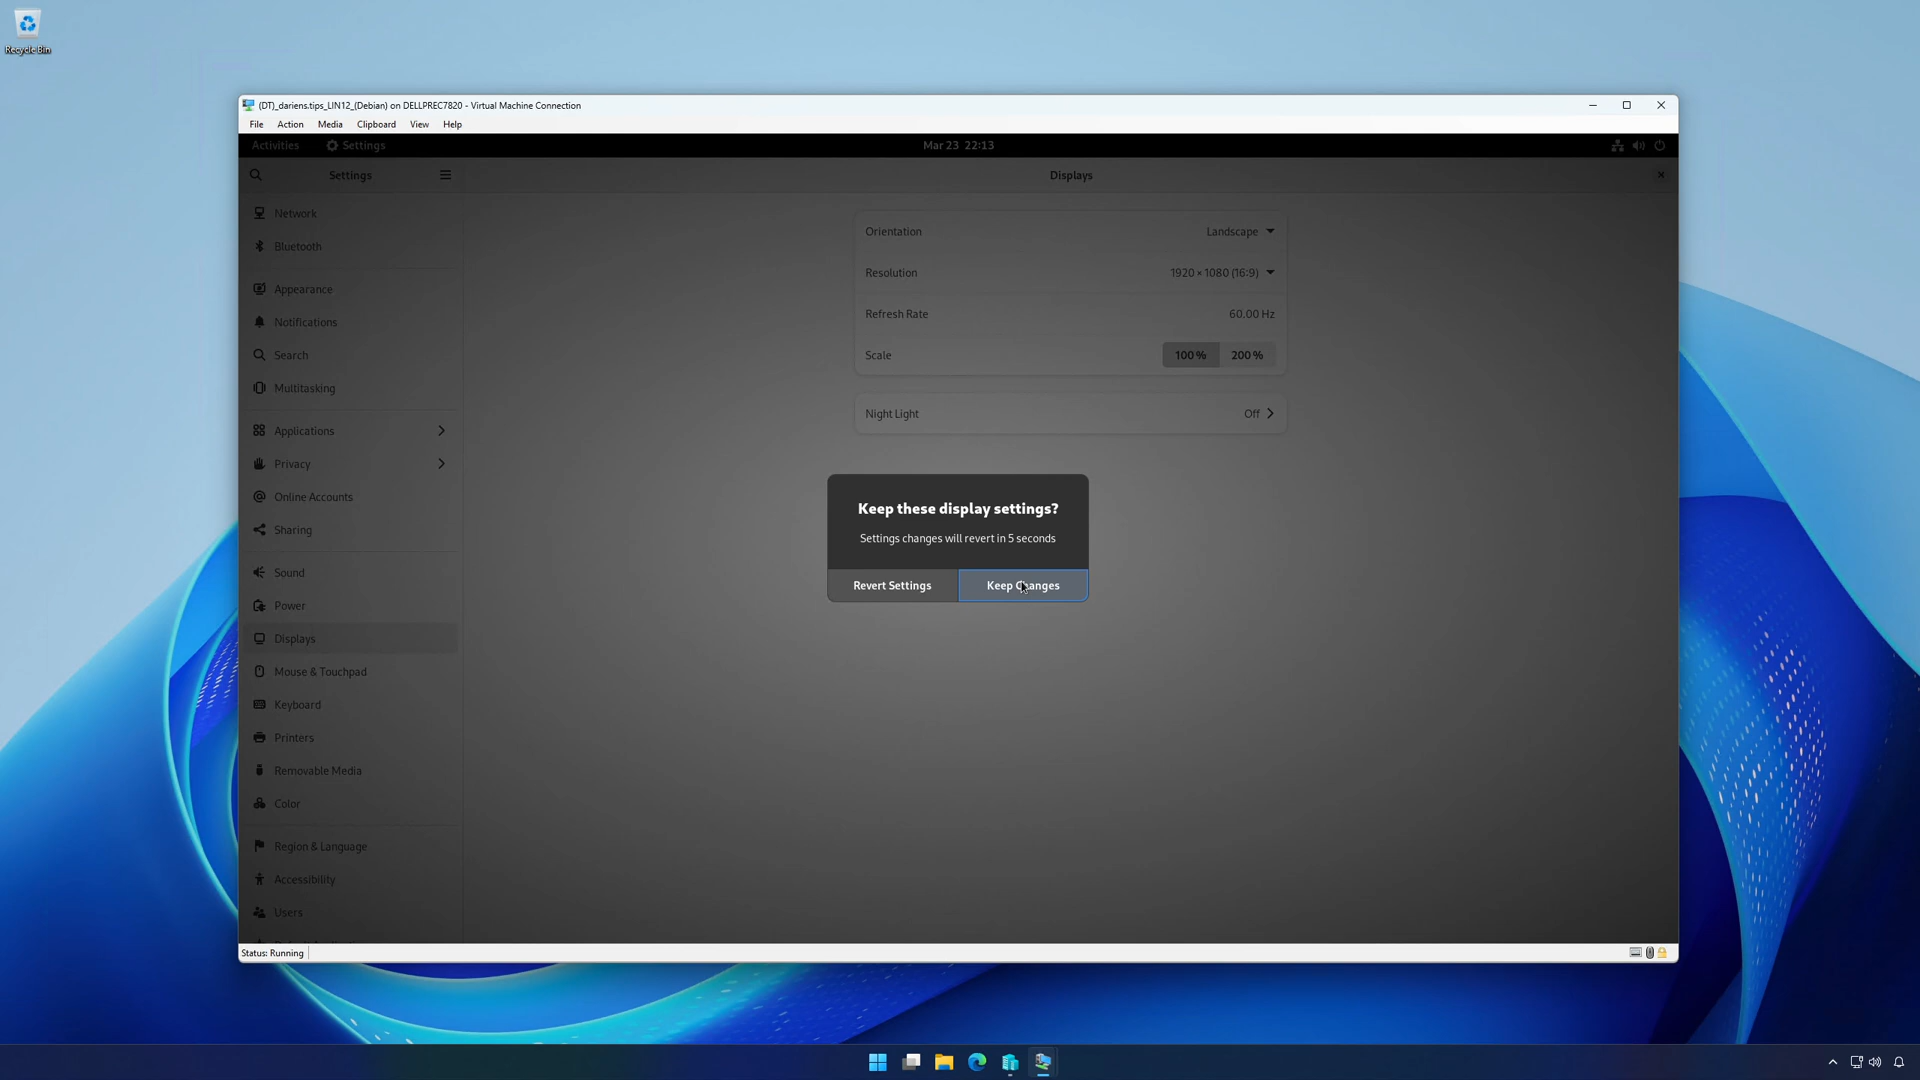 Recycle Bin
(DT)_dariens.tips_LIN12_(Debian) on DELLPREC7820 - Virtual Machine Connection
File Action Media Clipboard View Help
Activities Settings Mar 23 22:13
Settings Displays
Network
Bluetooth
Appearance
Notifications
Search
Multitasking
Applications
Privacy
Online Accounts
Sharing
Sound
Power
Displays
Mouse & Touchpad
Keyboard
Printers
Removable Media
Color
Region & Language
Accessibility
Users
Orientation Landscape
Resolution 1920 × 1080 (16:9)
Refresh Rate 60.00 Hz
Scale 100 % 200 %
Night Light Off
Keep these display settings?
Settings changes will revert in 5 seconds
Revert Settings Keep Changes
Status: Running